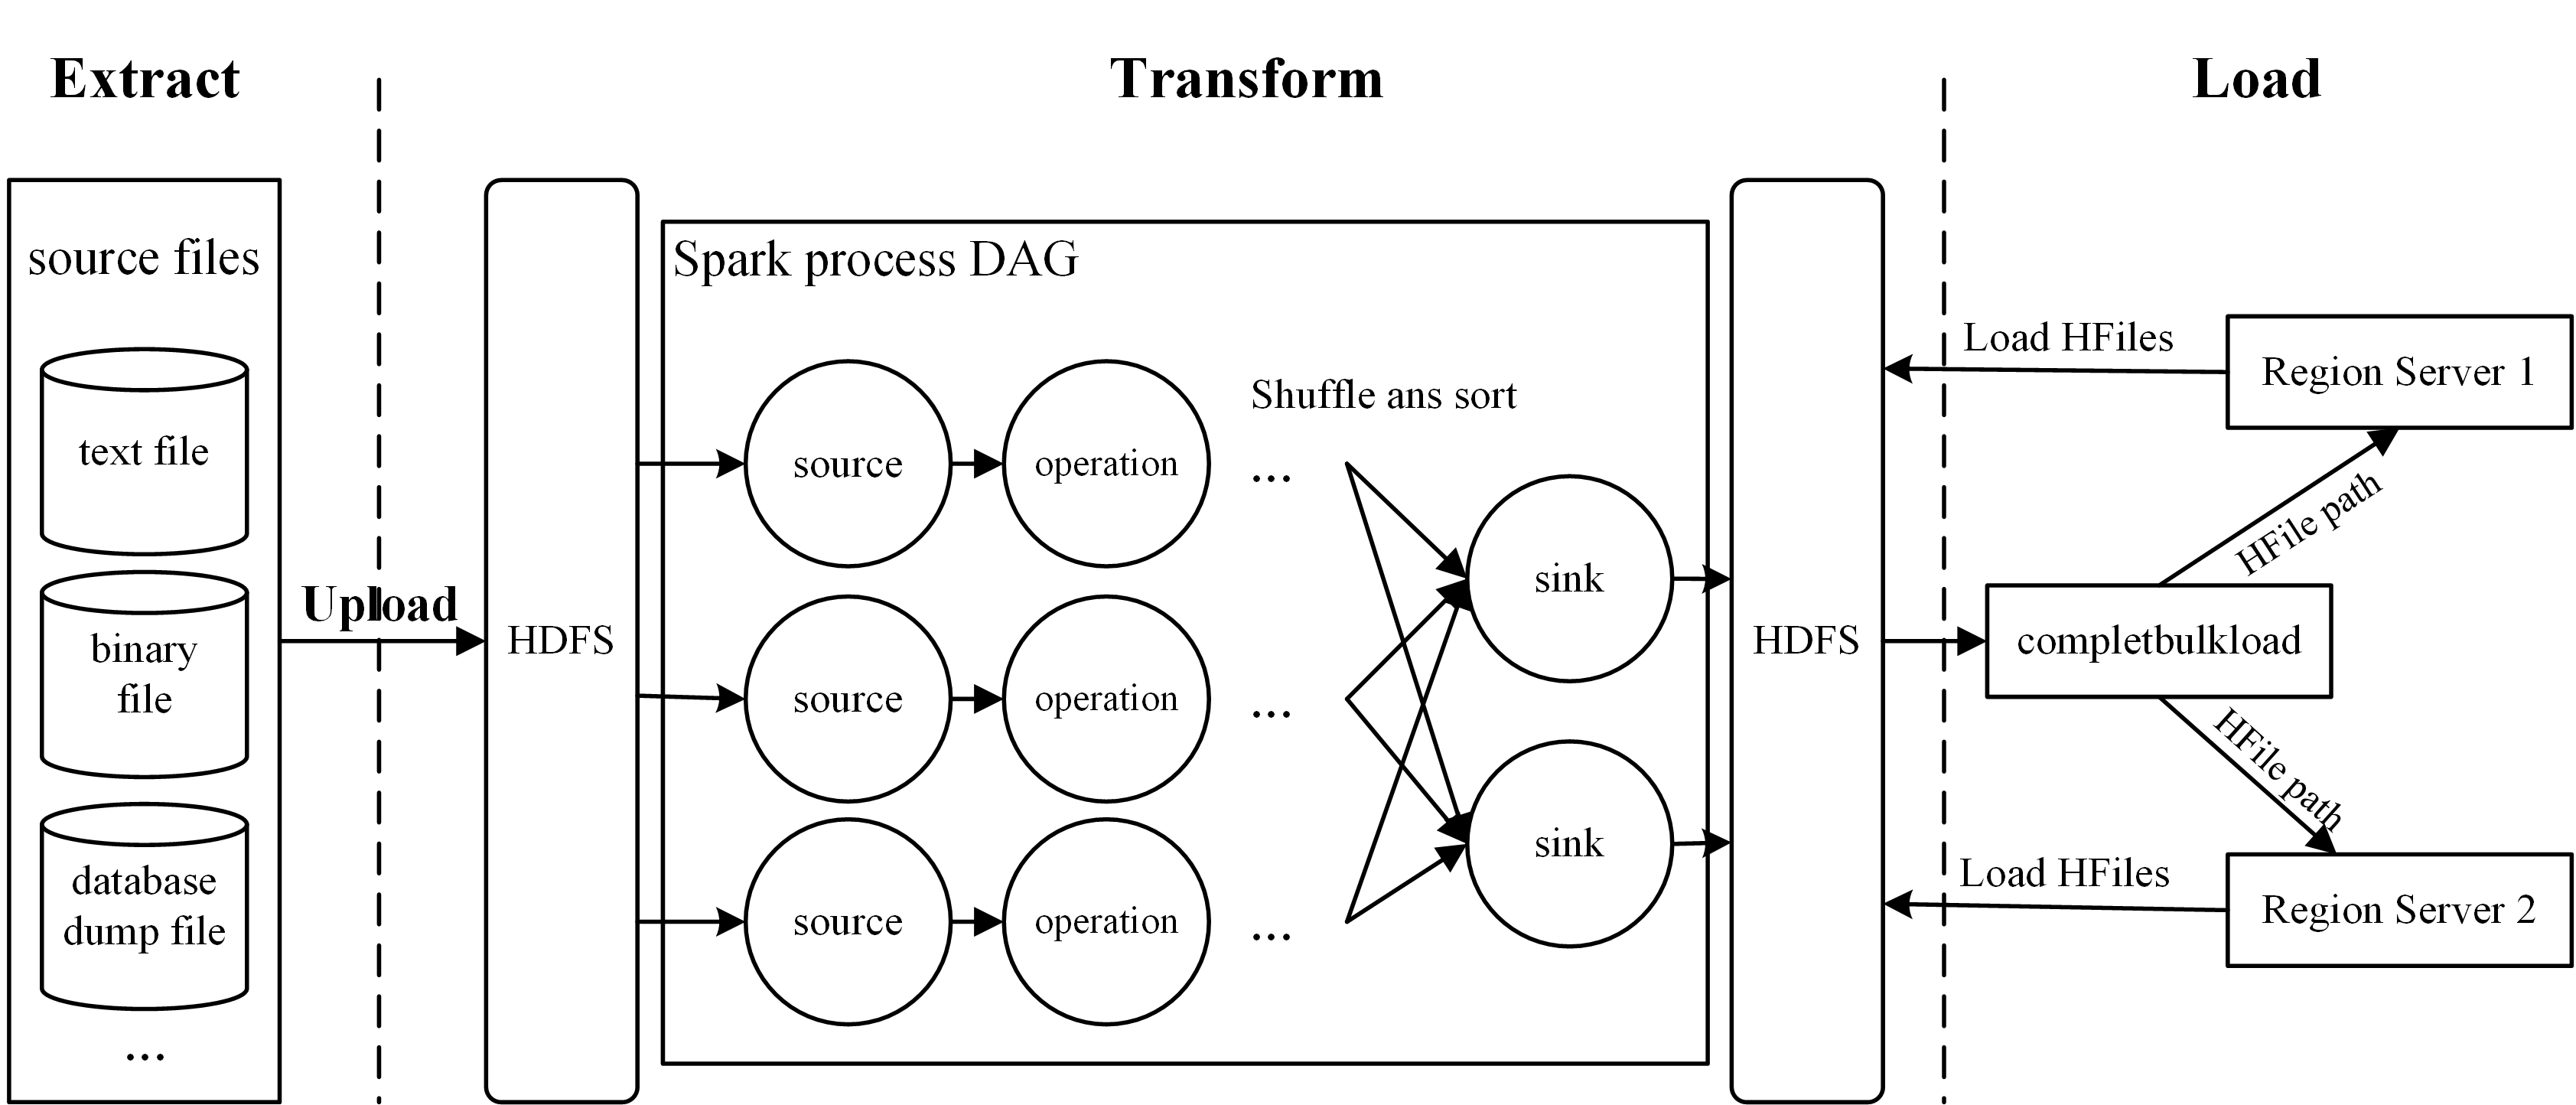 Extract
Transform
Load
source files
text file
binary
file
database
dump file
...
Upload
HDFS
Spark process DAG
source
operation
...
source
operation
...
source
operation
...
Shuffle ans sort
sink
sink
HDFS
Load HFiles
Region Server 1
HFile path
completbulkload
HFile path
Load HFiles
Region Server 2